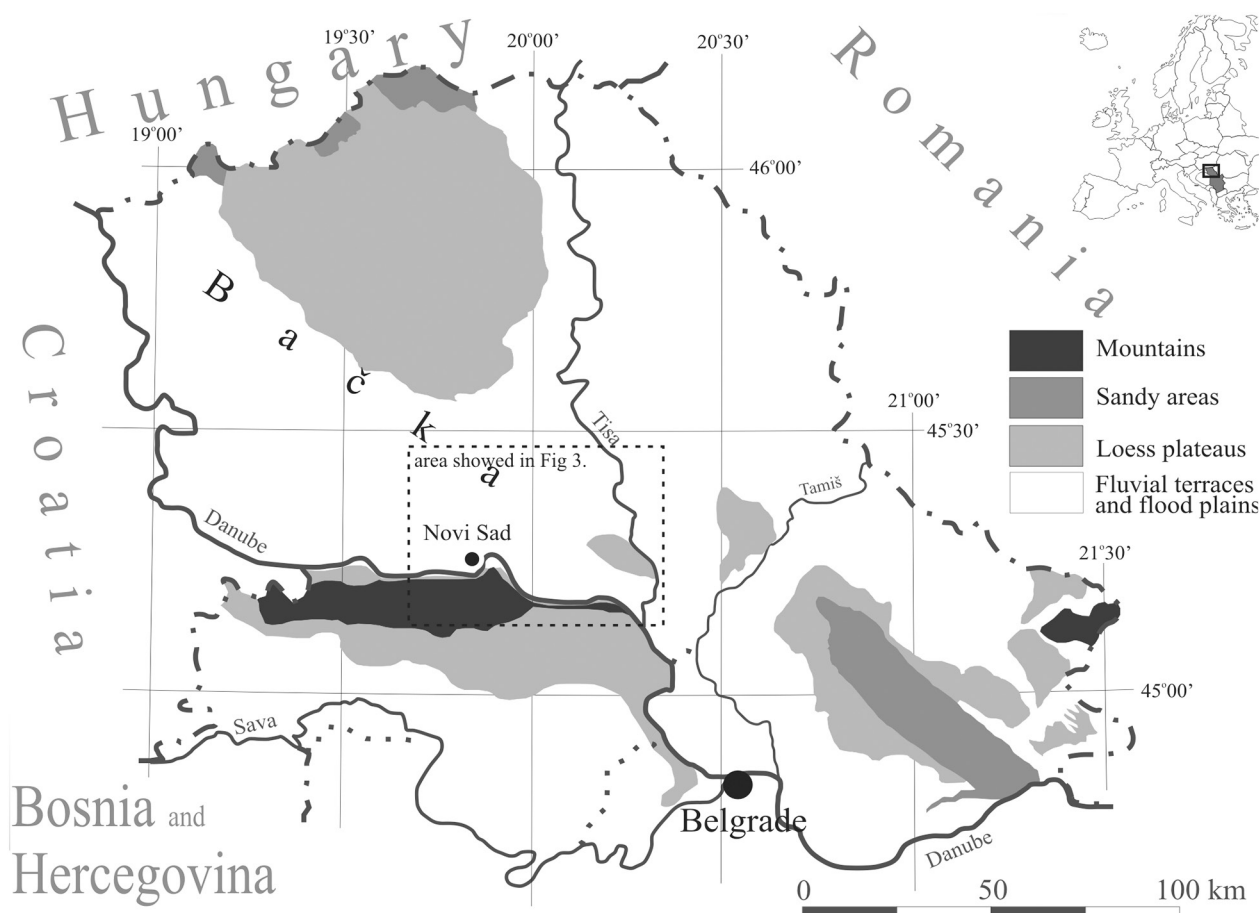 Hungary
Romania
Croatia
19°00’
19°30’
20°00’
20°30’
46°00’
Bačka
Mountains
Sandy areas
Loess plateaus
Fluvial terraces
and flood plains
21°00’
45°30’
Tisa
area showed in Fig 3.
Tamiš
Danube
Novi Sad
21°30’
45°00’
Sava
Bosnia and
Hercegovina
Belgrade
Danube
0 50 100 km